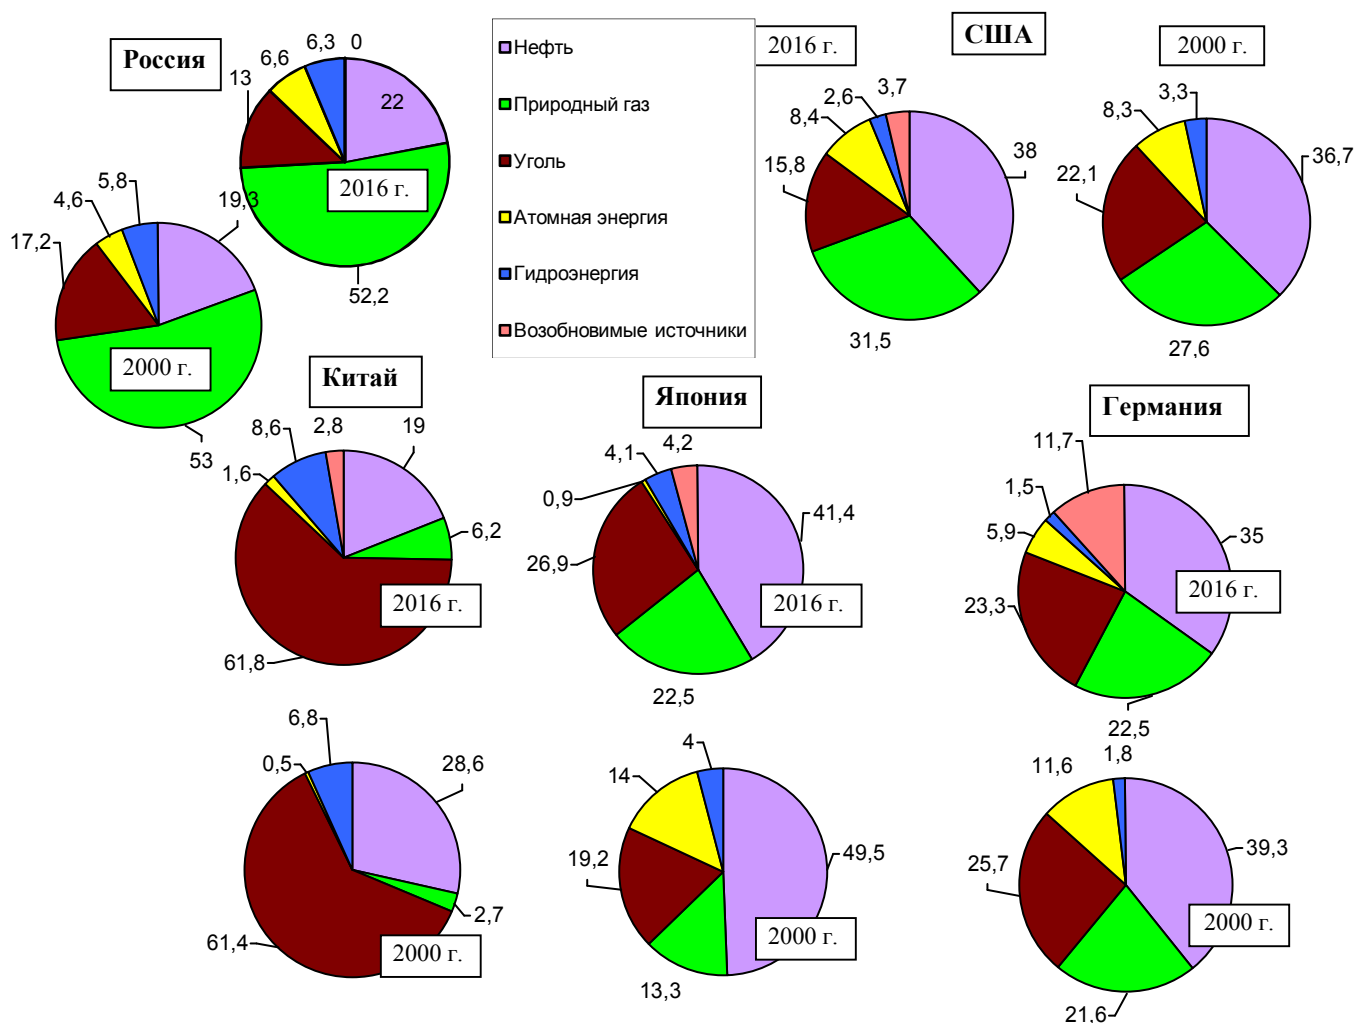 Россия
6,3
0
6,6
13
22
2016 г.
52,2
5,8
4,6
19,3
17,2
2000 г.
53
Нефть
Природный газ
Уголь
Атомная энергия
Гидроэнергия
Возобновимые источники
США
2016 г.
3,7
2,6
8,4
38
15,8
31,5
2000 г.
3,3
8,3
36,7
22,1
27,6
Китай
2,8
19
8,6
1,6
6,2
2016 г.
61,8
6,8
0,5
28,6
2,7
61,4
2000 г.
Япония
4,2
4,1
0,9
41,4
26,9
2016 г.
22,5
4
14
49,5
19,2
2000 г.
13,3
Германия
11,7
1,5
5,9
35
2016 г.
23,3
22,5
1,8
11,6
39,3
25,7
2000 г.
21,6